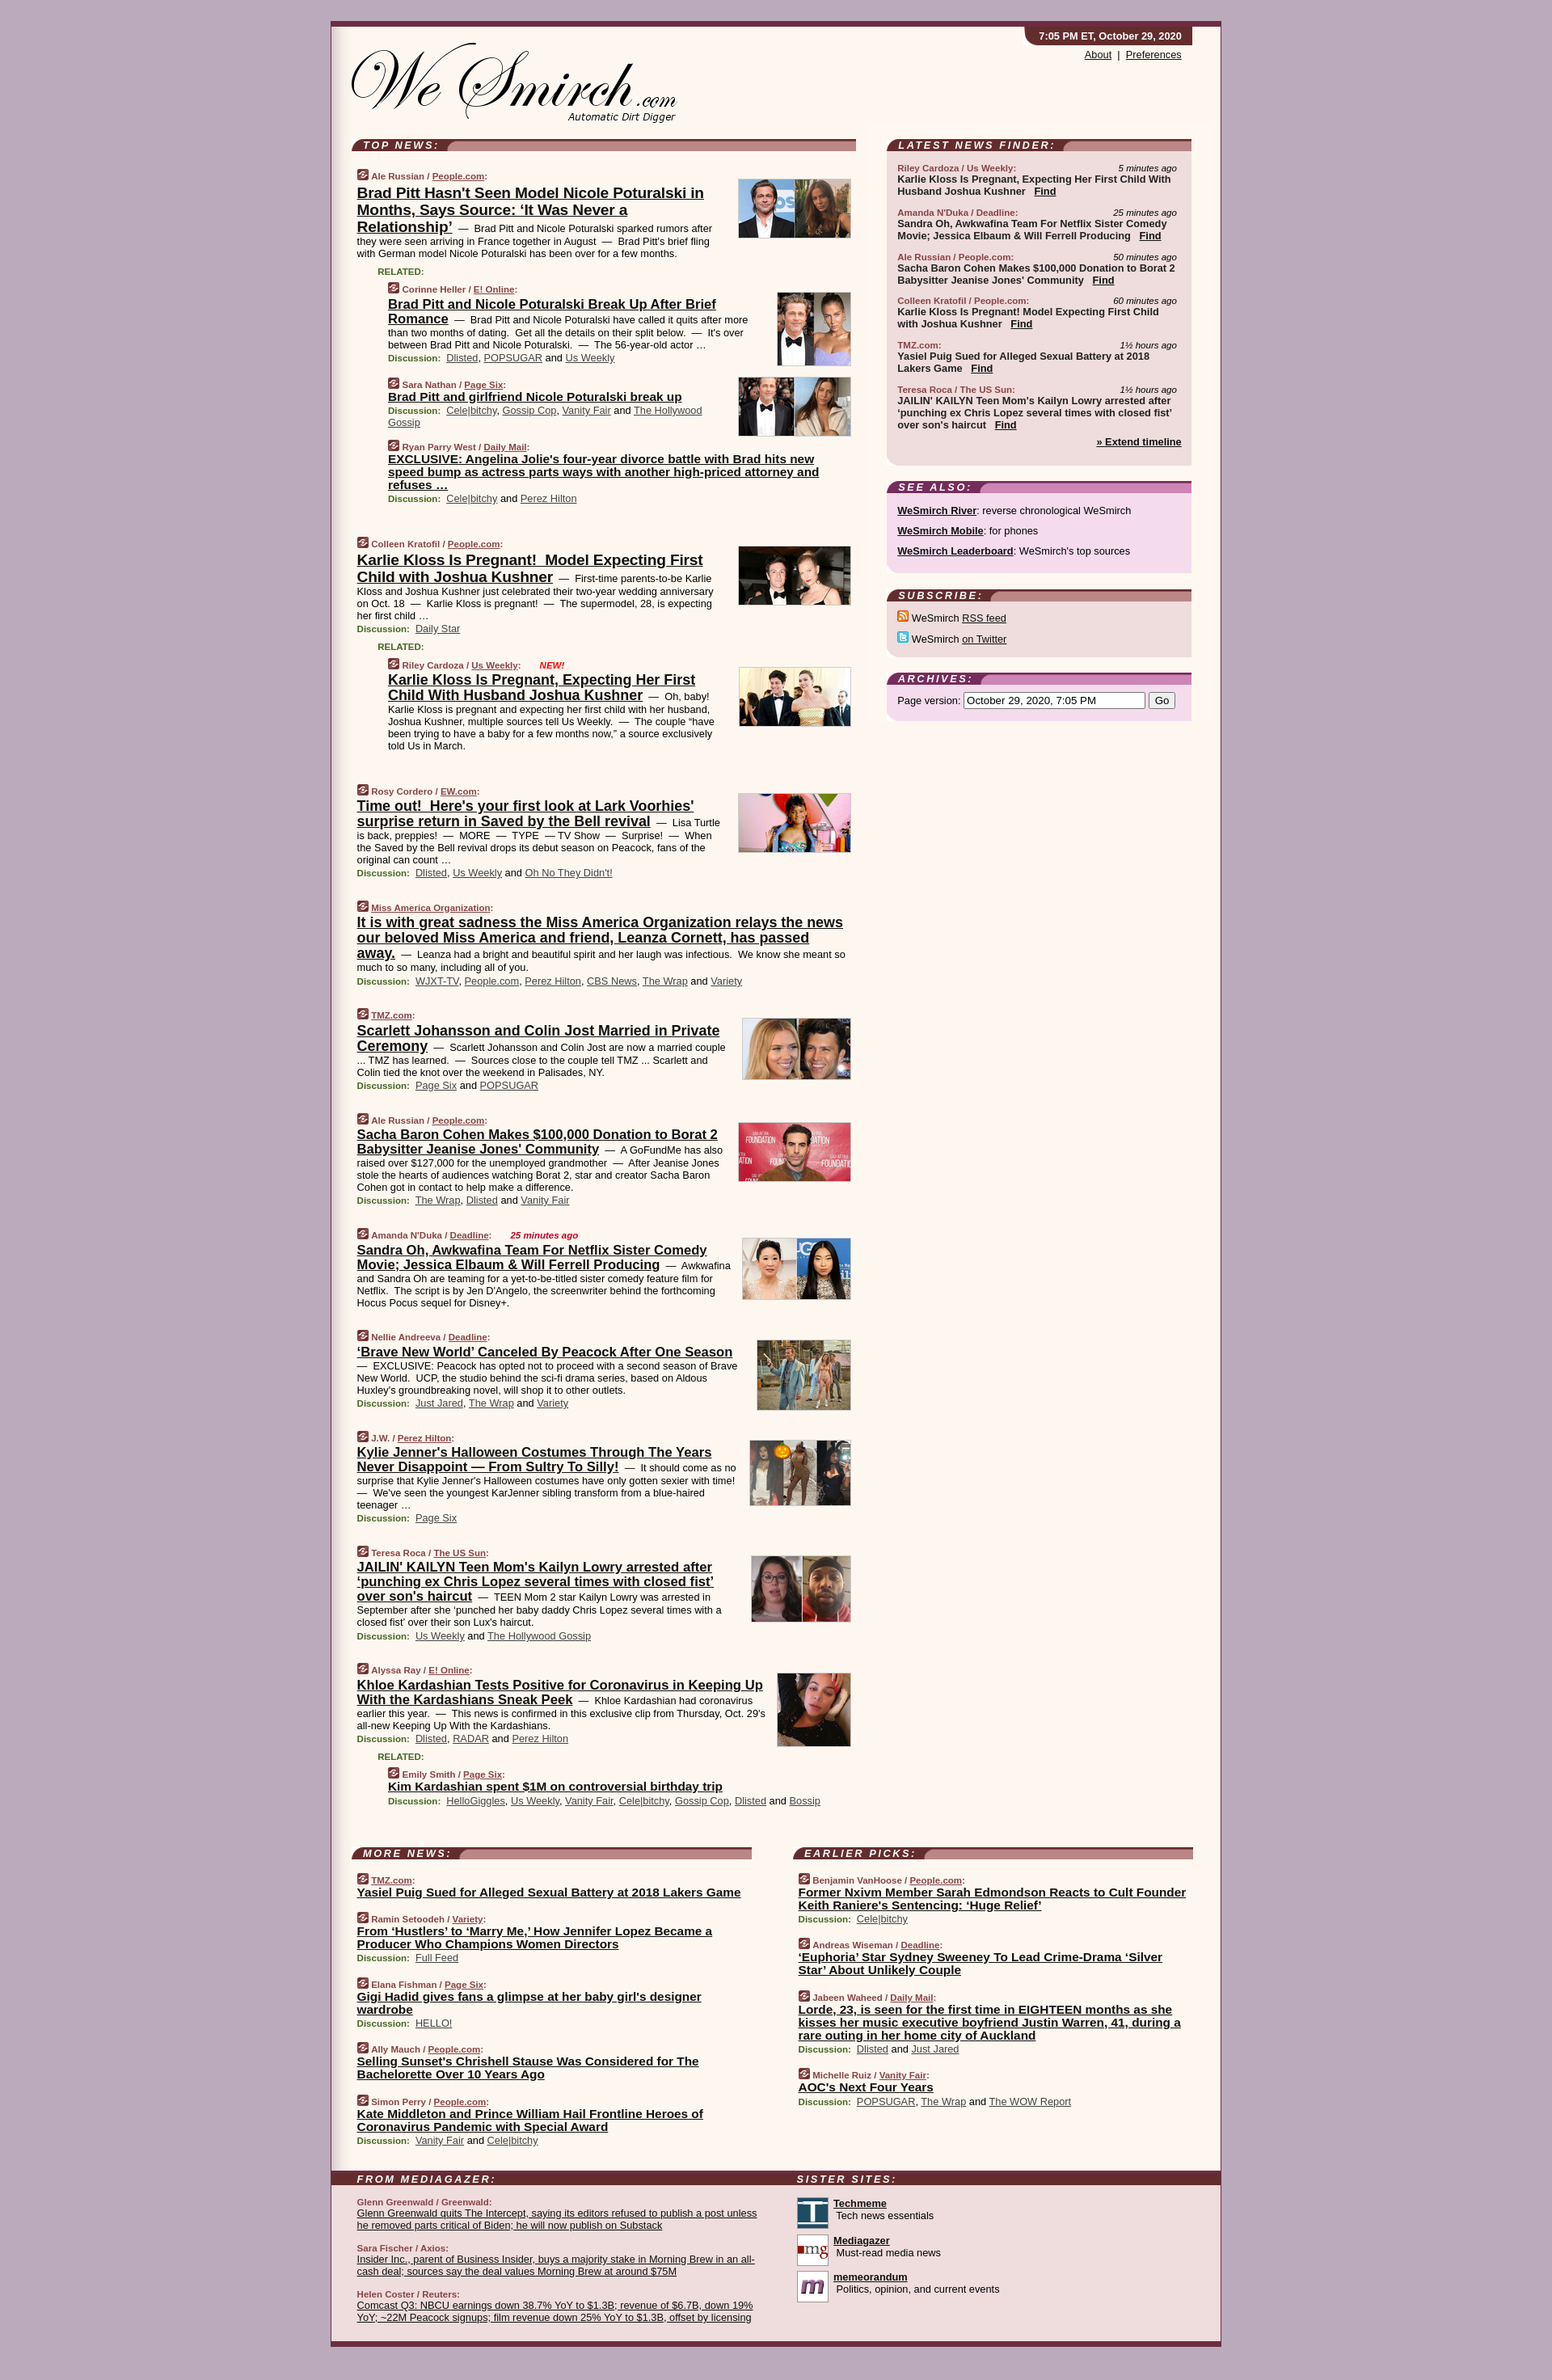 7:05 PM ET, October 29, 2020
About | Preferences
We Smirch .com
Automatic Dirt Digger
TOP NEWS:
Ale Russian / People.com:
Brad Pitt Hasn't Seen Model Nicole Poturalski in
Months, Says Source: ‘It Was Never a
Relationship’ — Brad Pitt and Nicole Poturalski sparked rumors after
they were seen arriving in France together in August — Brad Pitt's brief fling
with German model Nicole Poturalski has been over for a few months.
RELATED:
Corinne Heller / E! Online:
Brad Pitt and Nicole Poturalski Break Up After Brief
Romance — Brad Pitt and Nicole Poturalski have called it quits after more
than two months of dating. Get all the details on their split below. — It's over
between Brad Pitt and Nicole Poturalski. — The 56-year-old actor …
Discussion: Dlisted, POPSUGAR and Us Weekly
Sara Nathan / Page Six:
Brad Pitt and girlfriend Nicole Poturalski break up
Discussion: Cele|bitchy, Gossip Cop, Vanity Fair and The Hollywood
Gossip
Ryan Parry West / Daily Mail:
EXCLUSIVE: Angelina Jolie's four-year divorce battle with Brad hits new
speed bump as actress parts ways with another high-priced attorney and
refuses …
Discussion: Cele|bitchy and Perez Hilton
Colleen Kratofil / People.com:
Karlie Kloss Is Pregnant! Model Expecting First
Child with Joshua Kushner — First-time parents-to-be Karlie
Kloss and Joshua Kushner just celebrated their two-year wedding anniversary
on Oct. 18 — Karlie Kloss is pregnant! — The supermodel, 28, is expecting
her first child …
Discussion: Daily Star
RELATED:
Riley Cardoza / Us Weekly: NEW!
Karlie Kloss Is Pregnant, Expecting Her First
Child With Husband Joshua Kushner — Oh, baby!
Karlie Kloss is pregnant and expecting her first child with her husband,
Joshua Kushner, multiple sources tell Us Weekly. — The couple “have
been trying to have a baby for a few months now,” a source exclusively
told Us in March.
Rosy Cordero / EW.com:
Time out! Here's your first look at Lark Voorhies'
surprise return in Saved by the Bell revival — Lisa Turtle
is back, preppies! — MORE — TYPE — TV Show — Surprise! — When
the Saved by the Bell revival drops its debut season on Peacock, fans of the
original can count …
Discussion: Dlisted, Us Weekly and Oh No They Didn't!
Miss America Organization:
It is with great sadness the Miss America Organization relays the news
our beloved Miss America and friend, Leanza Cornett, has passed
away. — Leanza had a bright and beautiful spirit and her laugh was infectious. We know she meant so
much to so many, including all of you.
Discussion: WJXT-TV, People.com, Perez Hilton, CBS News, The Wrap and Variety
TMZ.com:
Scarlett Johansson and Colin Jost Married in Private
Ceremony — Scarlett Johansson and Colin Jost are now a married couple
... TMZ has learned. — Sources close to the couple tell TMZ ... Scarlett and
Colin tied the knot over the weekend in Palisades, NY.
Discussion: Page Six and POPSUGAR
Ale Russian / People.com:
Sacha Baron Cohen Makes $100,000 Donation to Borat 2
Babysitter Jeanise Jones' Community — A GoFundMe has also
raised over $127,000 for the unemployed grandmother — After Jeanise Jones
stole the hearts of audiences watching Borat 2, star and creator Sacha Baron
Cohen got in contact to help make a difference.
Discussion: The Wrap, Dlisted and Vanity Fair
Amanda N'Duka / Deadline: 25 minutes ago
Sandra Oh, Awkwafina Team For Netflix Sister Comedy
Movie; Jessica Elbaum & Will Ferrell Producing — Awkwafina
and Sandra Oh are teaming for a yet-to-be-titled sister comedy feature film for
Netflix. The script is by Jen D'Angelo, the screenwriter behind the forthcoming
Hocus Pocus sequel for Disney+.
Nellie Andreeva / Deadline:
‘Brave New World’ Canceled By Peacock After One Season
— EXCLUSIVE: Peacock has opted not to proceed with a second season of Brave
New World. UCP, the studio behind the sci-fi drama series, based on Aldous
Huxley's groundbreaking novel, will shop it to other outlets.
Discussion: Just Jared, The Wrap and Variety
J.W. / Perez Hilton:
Kylie Jenner's Halloween Costumes Through The Years
Never Disappoint — From Sultry To Silly! — It should come as no
surprise that Kylie Jenner's Halloween costumes have only gotten sexier with time!
— We've seen the youngest KarJenner sibling transform from a blue-haired
teenager …
Discussion: Page Six
Teresa Roca / The US Sun:
JAILIN' KAILYN Teen Mom's Kailyn Lowry arrested after
‘punching ex Chris Lopez several times with closed fist’
over son's haircut — TEEN Mom 2 star Kailyn Lowry was arrested in
September after she ‘punched her baby daddy Chris Lopez several times with a
closed fist’ over their son Lux's haircut.
Discussion: Us Weekly and The Hollywood Gossip
Alyssa Ray / E! Online:
Khloe Kardashian Tests Positive for Coronavirus in Keeping Up
With the Kardashians Sneak Peek — Khloe Kardashian had coronavirus
earlier this year. — This news is confirmed in this exclusive clip from Thursday, Oct. 29's
all-new Keeping Up With the Kardashians.
Discussion: Dlisted, RADAR and Perez Hilton
RELATED:
Emily Smith / Page Six:
Kim Kardashian spent $1M on controversial birthday trip
Discussion: HelloGiggles, Us Weekly, Vanity Fair, Cele|bitchy, Gossip Cop, Dlisted and Bossip
LATEST NEWS FINDER:
Riley Cardoza / Us Weekly: 5 minutes ago
Karlie Kloss Is Pregnant, Expecting Her First Child With
Husband Joshua Kushner Find
Amanda N'Duka / Deadline: 25 minutes ago
Sandra Oh, Awkwafina Team For Netflix Sister Comedy
Movie; Jessica Elbaum & Will Ferrell Producing Find
Ale Russian / People.com: 50 minutes ago
Sacha Baron Cohen Makes $100,000 Donation to Borat 2
Babysitter Jeanise Jones' Community Find
Colleen Kratofil / People.com: 60 minutes ago
Karlie Kloss Is Pregnant! Model Expecting First Child
with Joshua Kushner Find
TMZ.com: 1½ hours ago
Yasiel Puig Sued for Alleged Sexual Battery at 2018
Lakers Game Find
Teresa Roca / The US Sun: 1½ hours ago
JAILIN' KAILYN Teen Mom's Kailyn Lowry arrested after
‘punching ex Chris Lopez several times with closed fist’
over son's haircut Find
» Extend timeline
SEE ALSO:
WeSmirch River: reverse chronological WeSmirch
WeSmirch Mobile: for phones
WeSmirch Leaderboard: WeSmirch's top sources
SUBSCRIBE:
WeSmirch RSS feed
WeSmirch on Twitter
ARCHIVES:
Page version: October 29, 2020, 7:05 PM Go
MORE NEWS:
TMZ.com:
Yasiel Puig Sued for Alleged Sexual Battery at 2018 Lakers Game
Ramin Setoodeh / Variety:
From ‘Hustlers’ to ‘Marry Me,’ How Jennifer Lopez Became a
Producer Who Champions Women Directors
Discussion: Full Feed
Elana Fishman / Page Six:
Gigi Hadid gives fans a glimpse at her baby girl's designer
wardrobe
Discussion: HELLO!
Ally Mauch / People.com:
Selling Sunset's Chrishell Stause Was Considered for The
Bachelorette Over 10 Years Ago
Simon Perry / People.com:
Kate Middleton and Prince William Hail Frontline Heroes of
Coronavirus Pandemic with Special Award
Discussion: Vanity Fair and Cele|bitchy
EARLIER PICKS:
Benjamin VanHoose / People.com:
Former Nxivm Member Sarah Edmondson Reacts to Cult Founder
Keith Raniere's Sentencing: ‘Huge Relief’
Discussion: Cele|bitchy
Andreas Wiseman / Deadline:
‘Euphoria’ Star Sydney Sweeney To Lead Crime-Drama ‘Silver
Star’ About Unlikely Couple
Jabeen Waheed / Daily Mail:
Lorde, 23, is seen for the first time in EIGHTEEN months as she
kisses her music executive boyfriend Justin Warren, 41, during a
rare outing in her home city of Auckland
Discussion: Dlisted and Just Jared
Michelle Ruiz / Vanity Fair:
AOC's Next Four Years
Discussion: POPSUGAR, The Wrap and The WOW Report
FROM MEDIAGAZER:
Glenn Greenwald / Greenwald:
Glenn Greenwald quits The Intercept, saying its editors refused to publish a post unless
he removed parts critical of Biden; he will now publish on Substack
Sara Fischer / Axios:
Insider Inc., parent of Business Insider, buys a majority stake in Morning Brew in an all-
cash deal; sources say the deal values Morning Brew at around $75M
Helen Coster / Reuters:
Comcast Q3: NBCU earnings down 38.7% YoY to $1.3B; revenue of $6.7B, down 19%
YoY; ~22M Peacock signups; film revenue down 25% YoY to $1.3B, offset by licensing
SISTER SITES:
T
Techmeme
Tech news essentials
mg
Mediagazer
Must-read media news
m
memeorandum
Politics, opinion, and current events